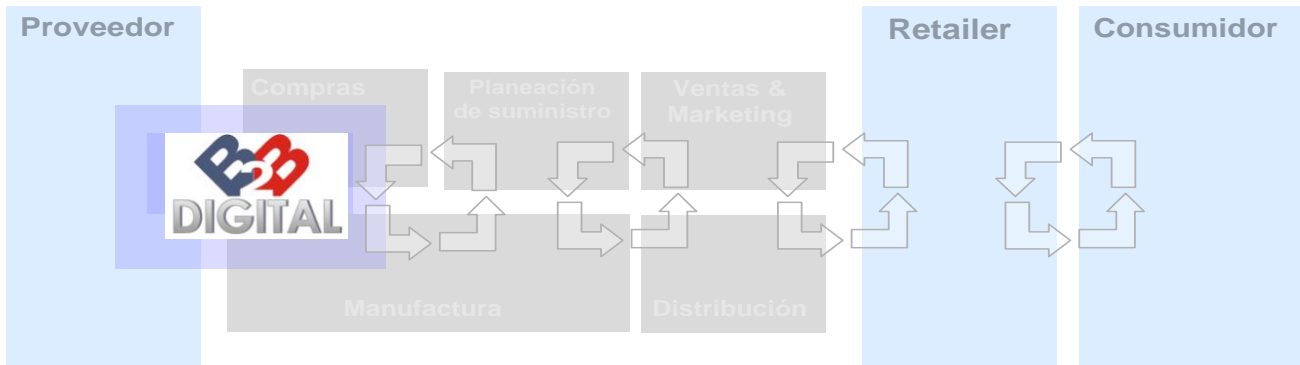 Proveedor
Retailer
Consumidor
Compras
Planeación
de suministro
Ventas &
Marketing
B2B
DIGITAL
Manufactura
Distribución